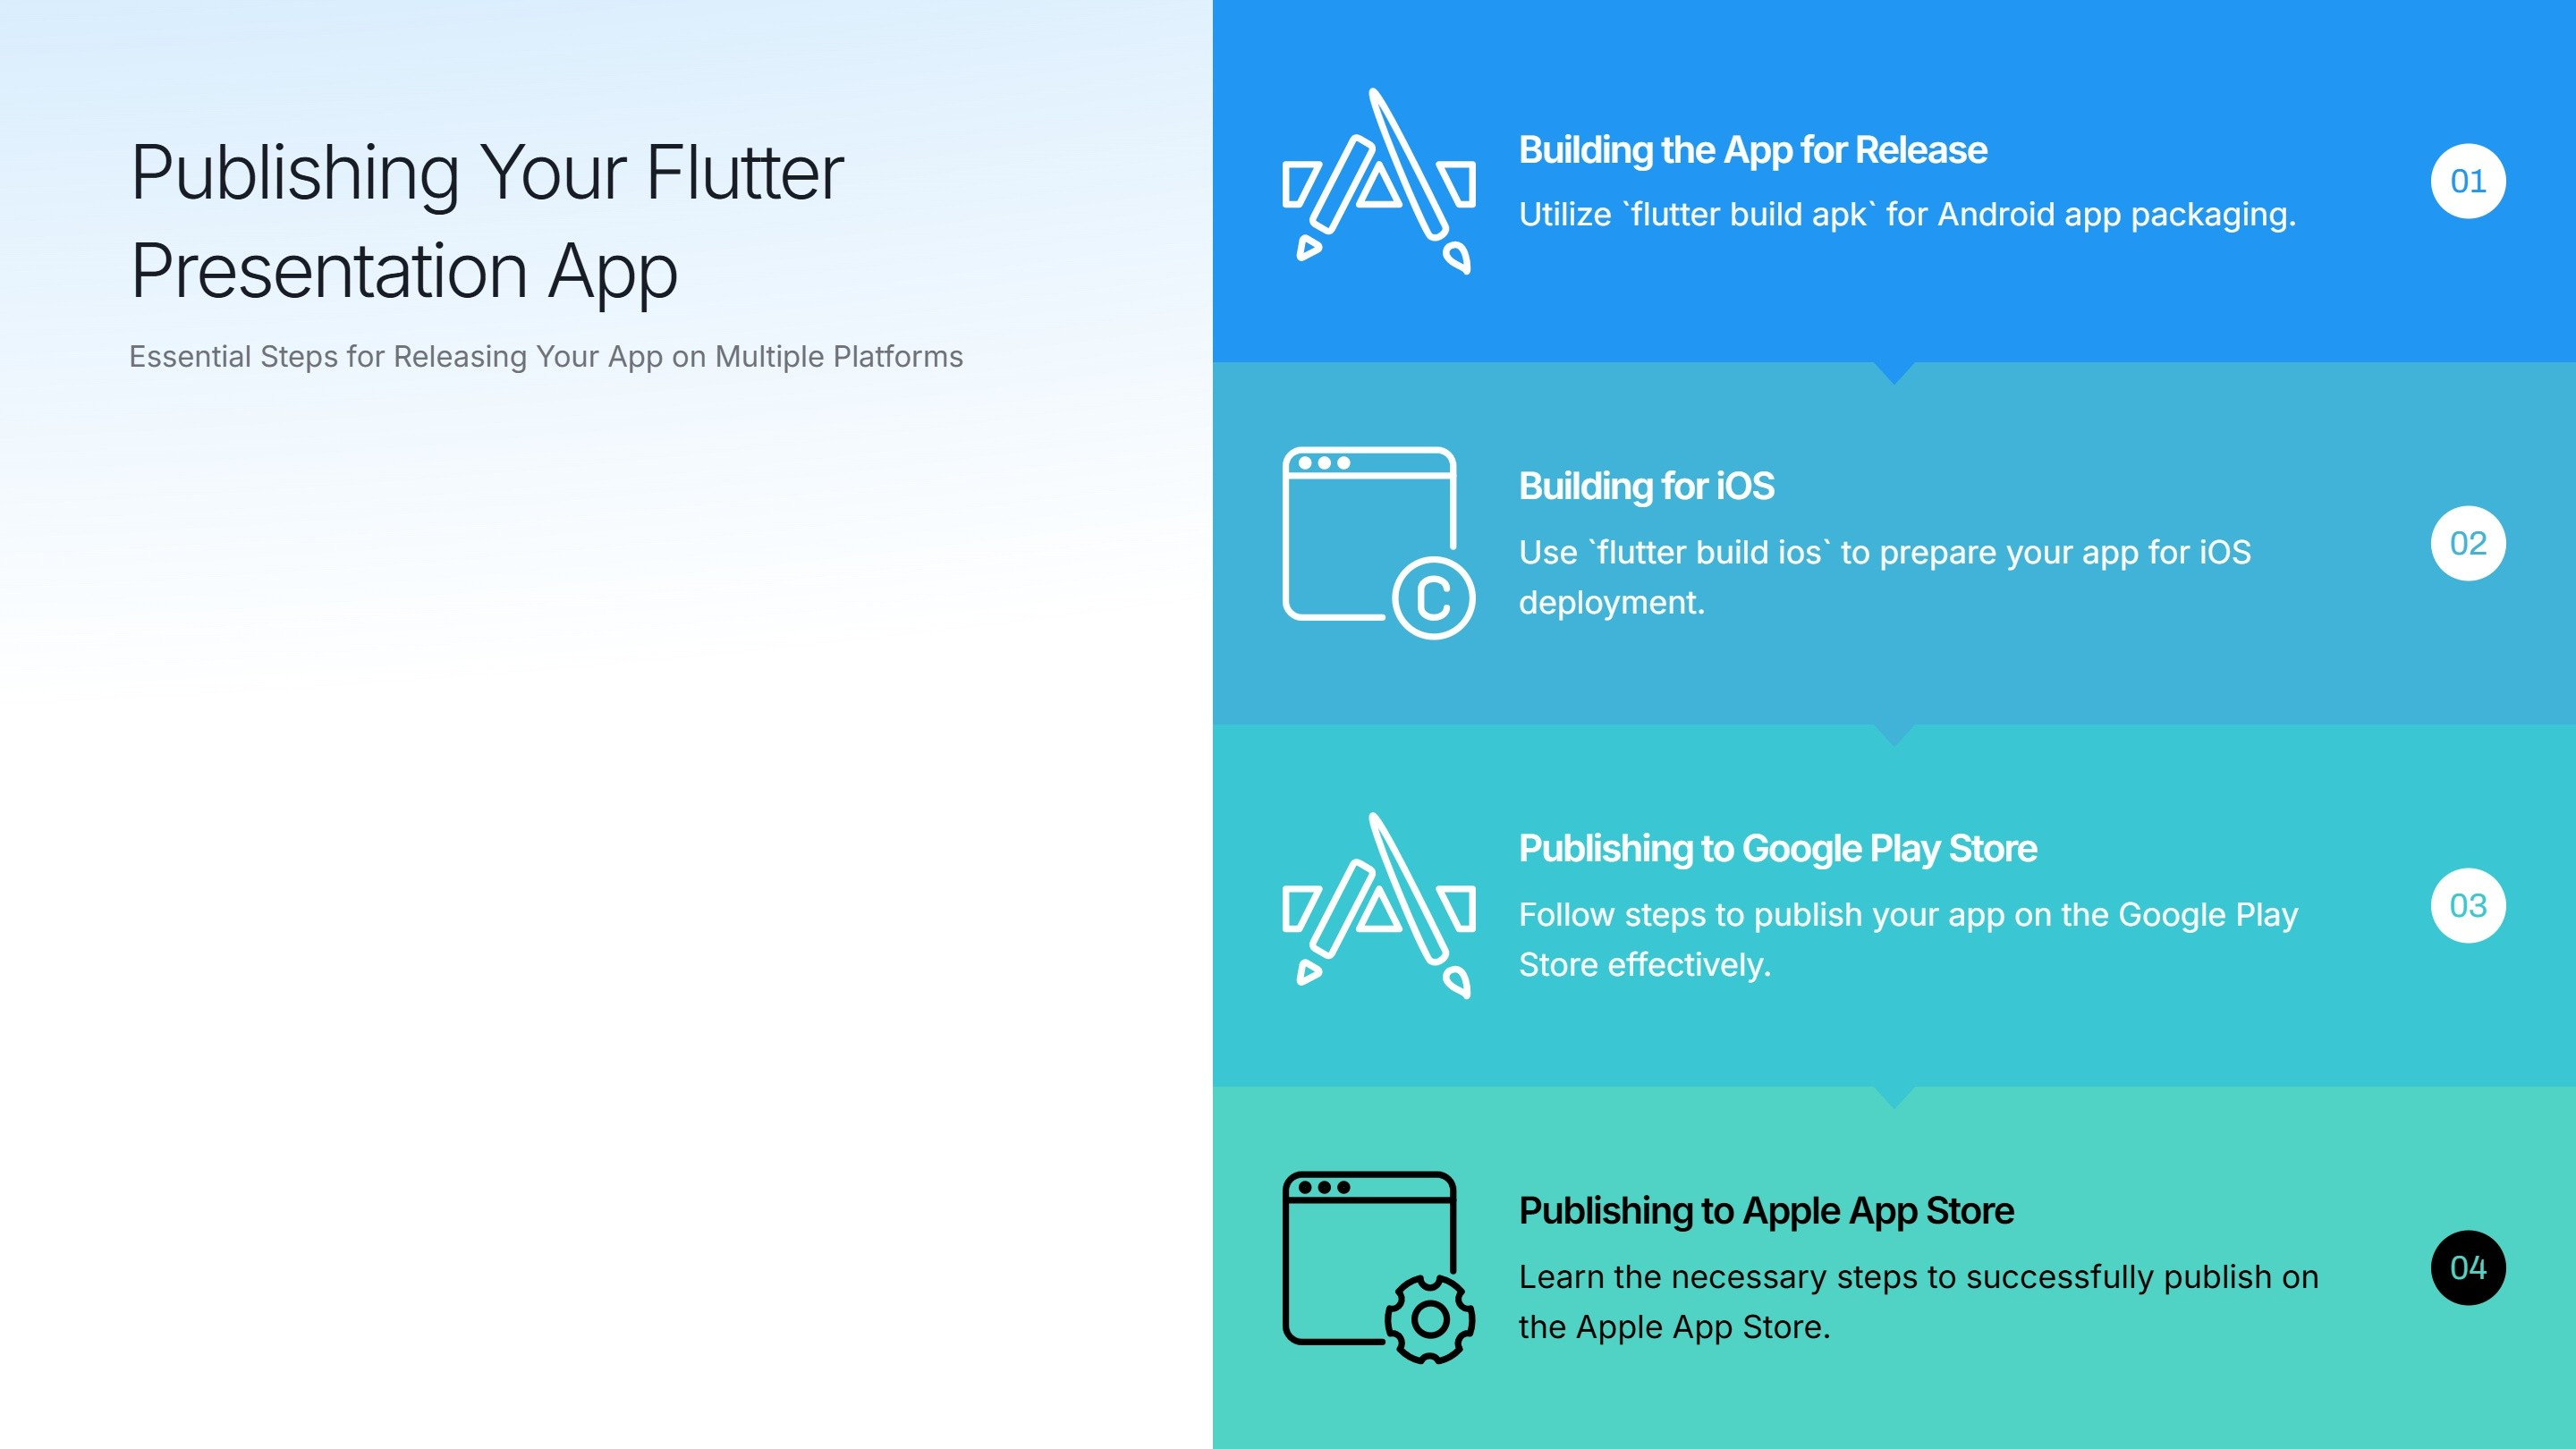 Publishing Your Flutter
Presentation App
Essential Steps for Releasing Your App on Multiple Platforms
Building the App for Release
Utilize `flutter build apk` for Android app packaging.
01
Building for iOS
Use `flutter build ios` to prepare your app for iOS
deployment.
02
Publishing to Google Play Store
Follow steps to publish your app on the Google Play
Store effectively.
03
Publishing to Apple App Store
Learn the necessary steps to successfully publish on
the Apple App Store.
04